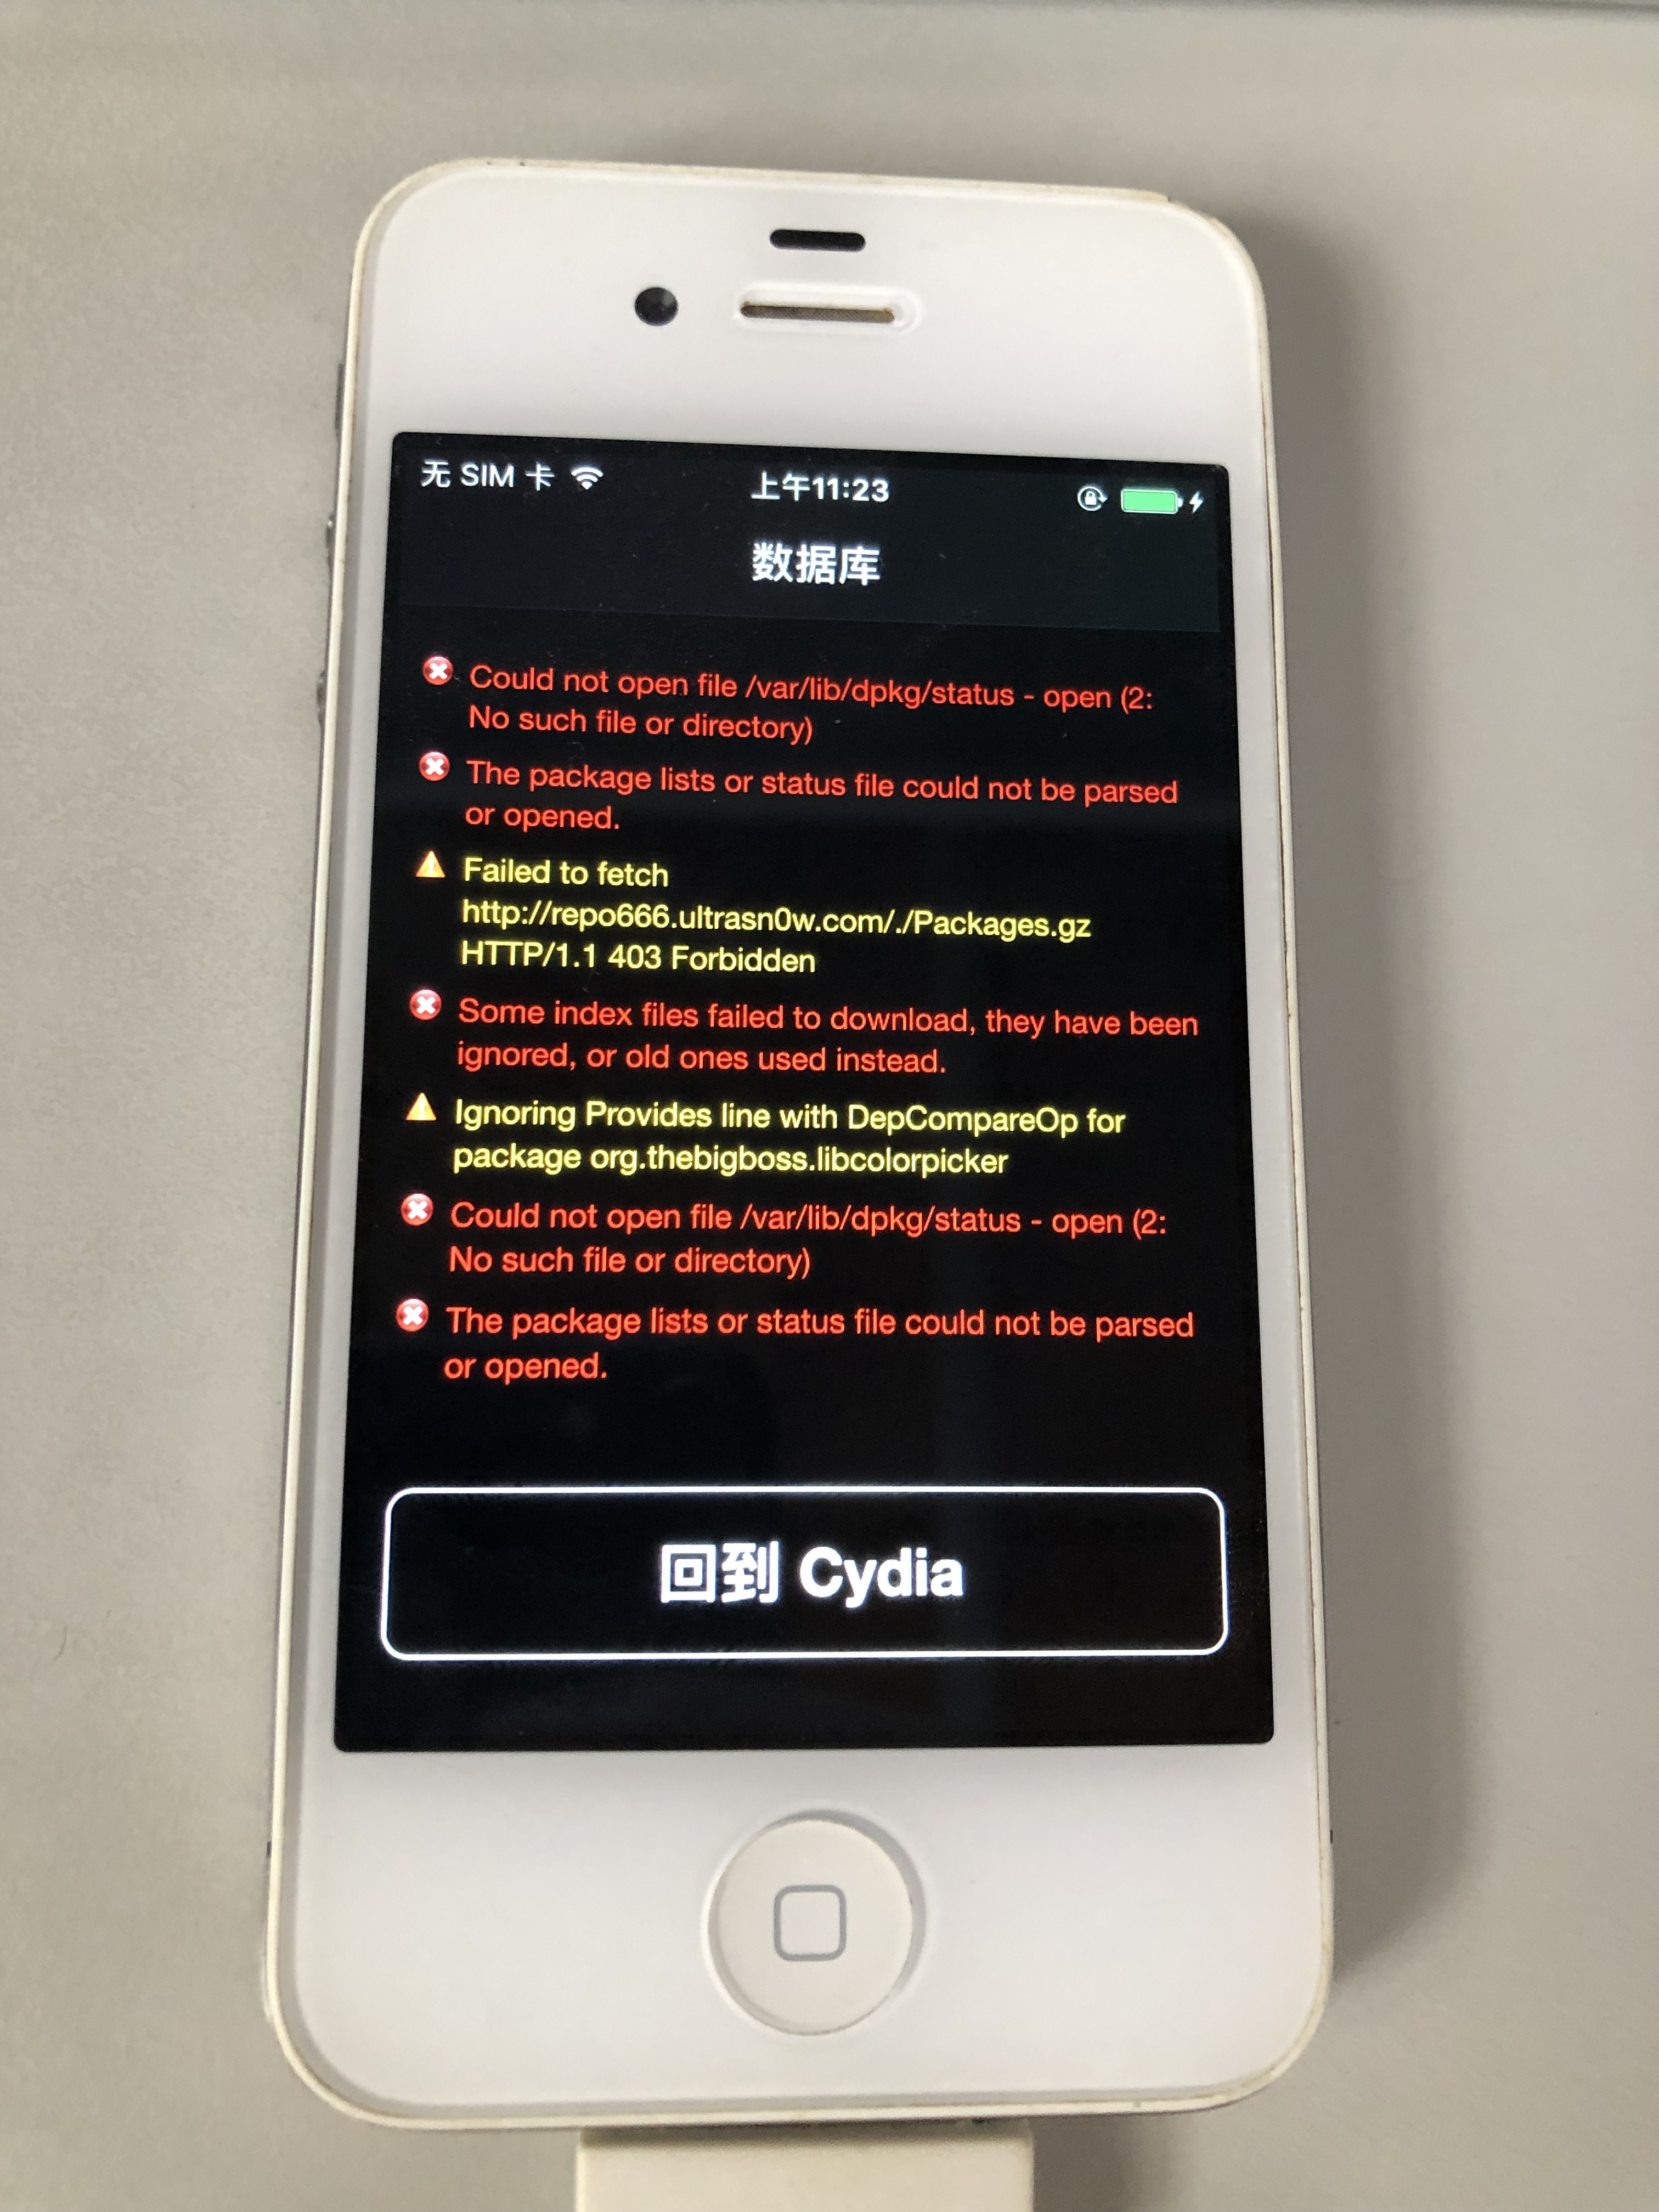 无 SIM 卡 上午11:23
数据库
Could not open file /var/lib/dpkg/status - open (2:
No such file or directory)
The package lists or status file could not be parsed
or opened.
Failed to fetch
http://repo666.ultrasn0w.com/./Packages.gz
HTTP/1.1 403 Forbidden
Some index files failed to download, they have been
ignored, or old ones used instead.
Ignoring Provides line with DepCompareOp for
package org.thebigboss.libcolorpicker
Could not open file /var/lib/dpkg/status - open (2:
No such file or directory)
The package lists or status file could not be parsed
or opened.
回到 Cydia